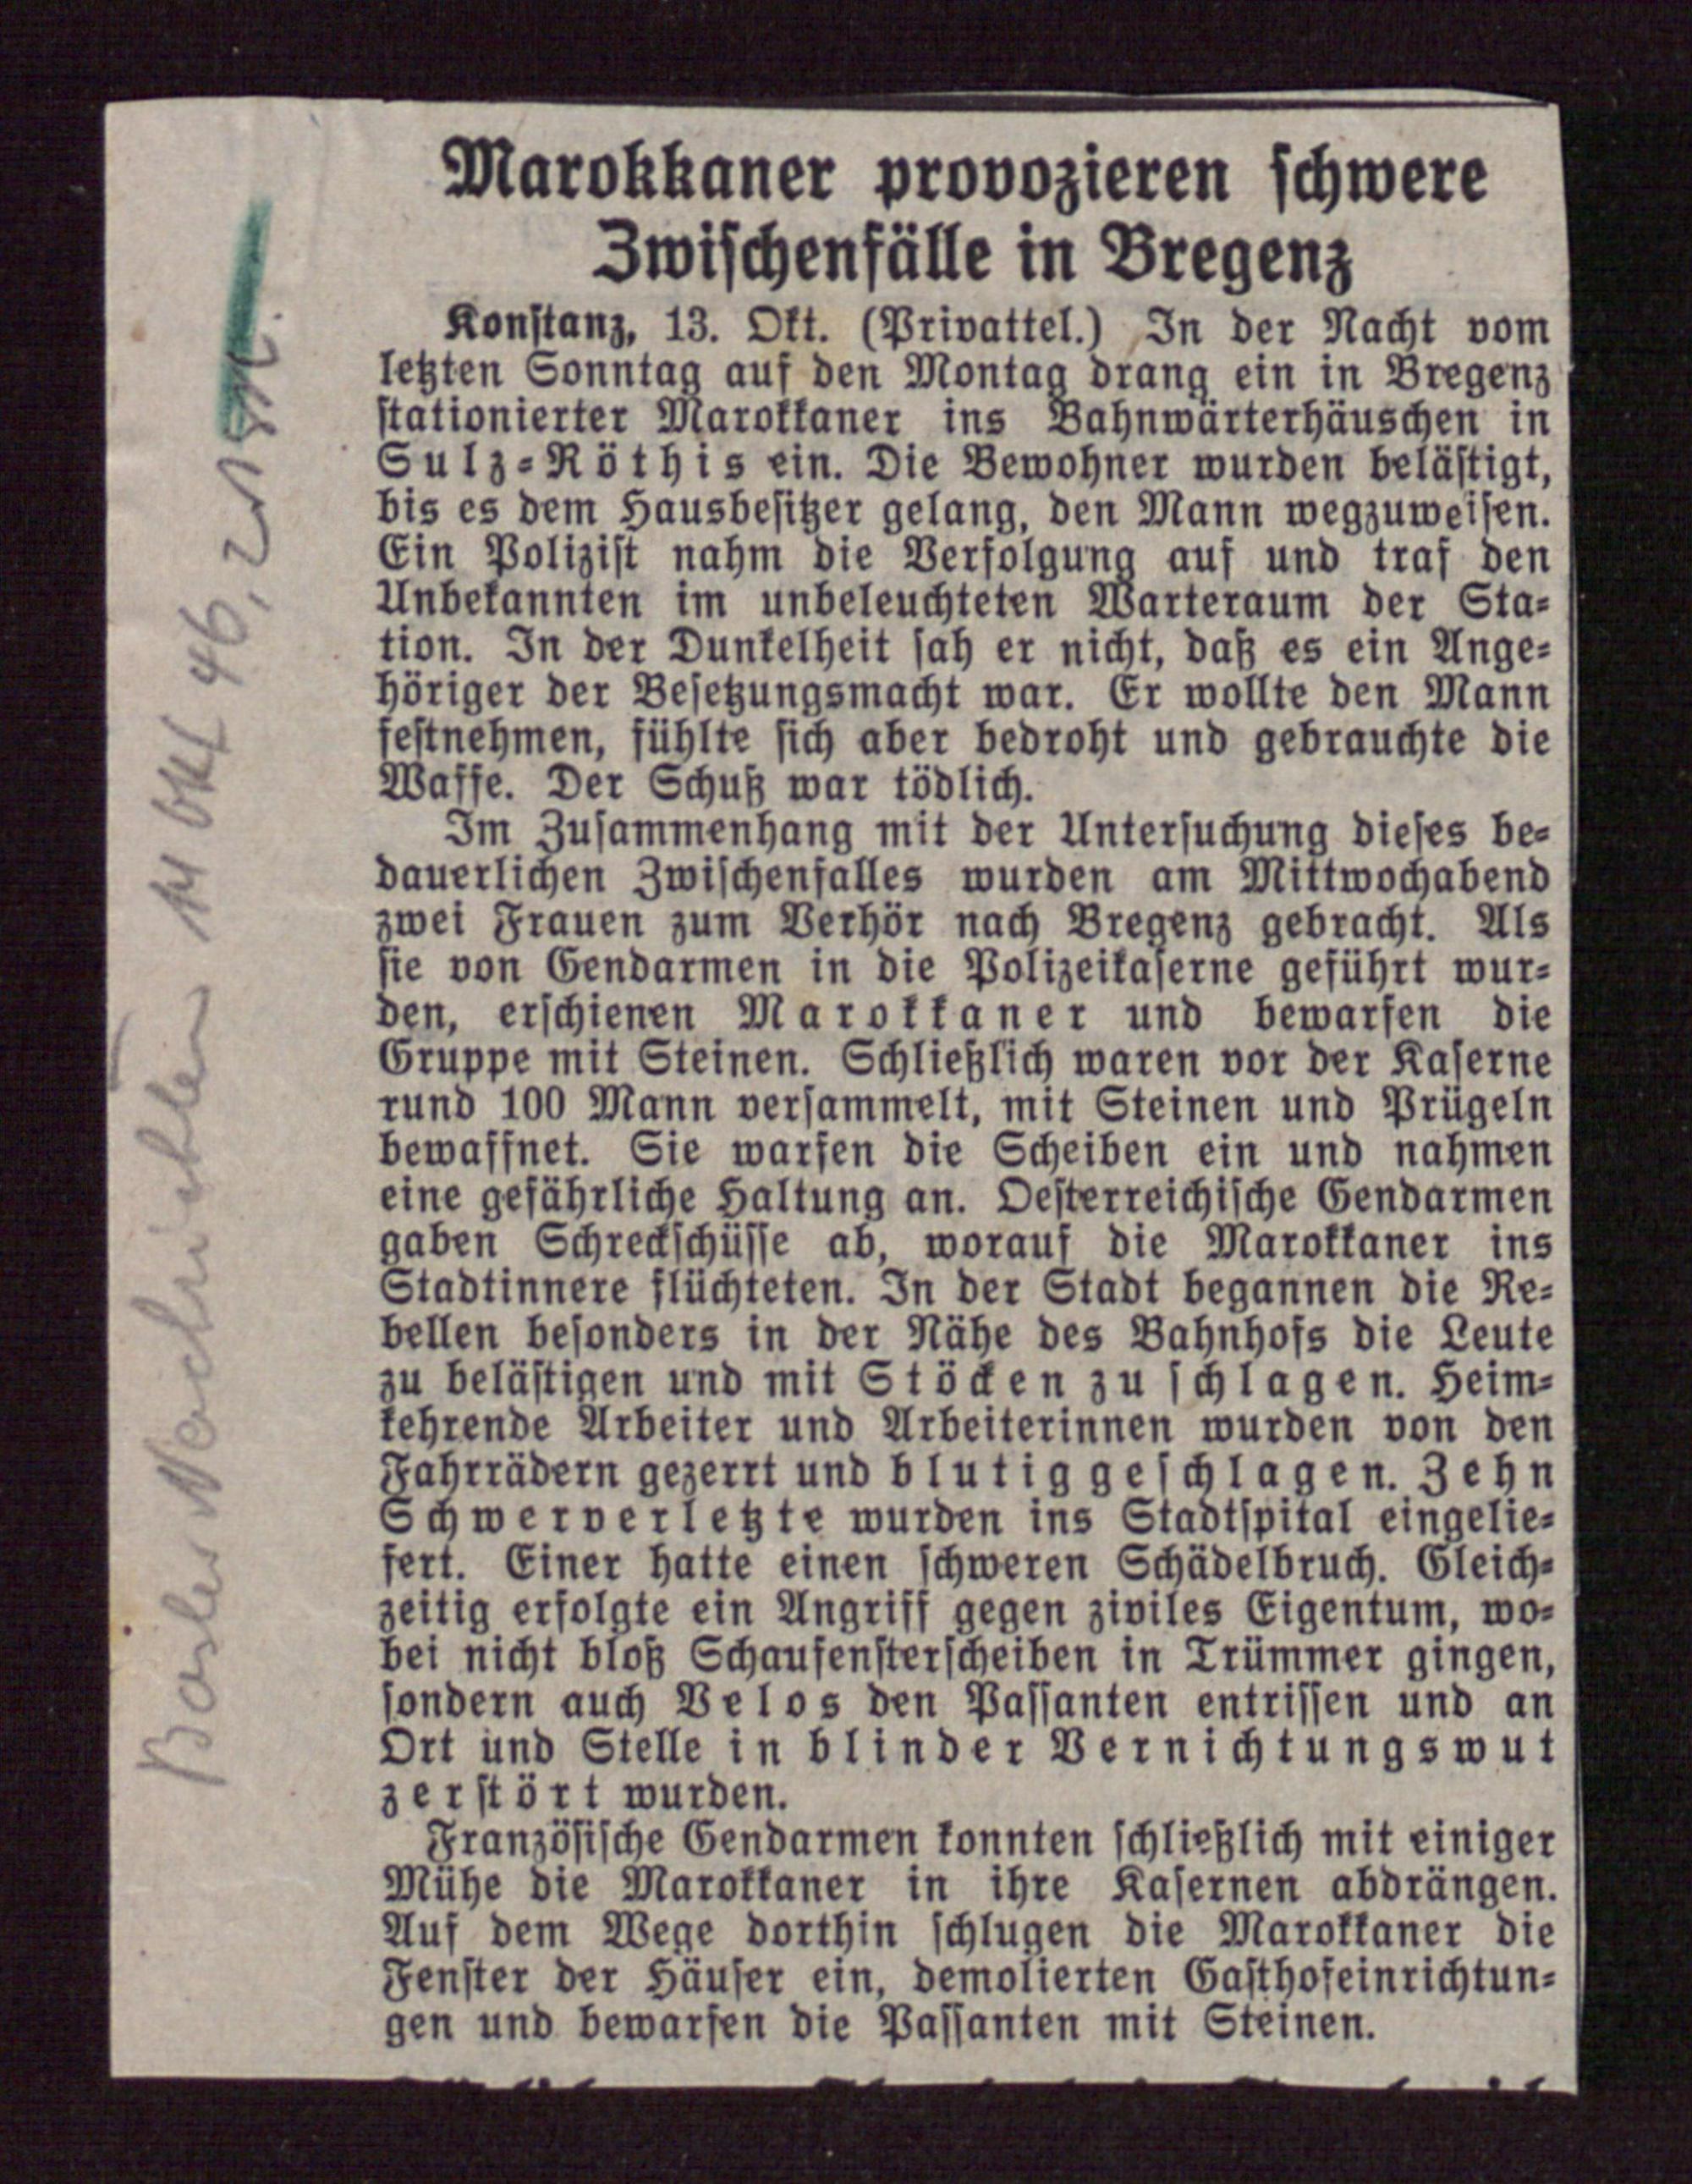 Marokkaner provozieren schwere
Zwischenfälle in Bregenz
Konstanz, 13. Okt. (Privattel.) In der Nacht vom
letzten Sonntag auf den Montag drang ein in Bregenz
stationierter Marokkaner ins Bahnwärterhäuschen in
Sulz-Röthis ein. Die Bewohner wurden belästigt,
bis es dem Hausbesitzer gelang, den Mann wegzuweisen.
Ein Polizist nahm die Verfolgung auf und traf den
Unbekannten im unbeleuchteten Warteraum der Sta-
tion. In der Dunkelheit sah er nicht, daß es ein Ange-
höriger der Besetzungsmacht war. Er wollte den Mann
festnehmen, fühlte sich aber bedroht und gebrauchte die
Waffe. Der Schuß war tödlich.
Im Zusammenhang mit der Untersuchung dieses be-
dauerlichen Zwischenfalles wurden am Mittwochabend
zwei Frauen zum Verhör nach Bregenz gebracht. Als
sie von Gendarmen in die Polizeikaserne geführt wur-
den, erschienen Marokkaner und bewarfen die
Gruppe mit Steinen. Schließlich waren vor der Kaserne
rund 100 Mann versammelt, mit Steinen und Prügeln
bewaffnet. Sie warfen die Scheiben ein und nahmen
eine gefährliche Haltung an. Oesterreichische Gendarmen
gaben Schreckschüsse ab, worauf die Marokkaner ins
Stadtinnere flüchteten. In der Stadt begannen die Re-
bellen besonders in der Nähe des Bahnhofs die Leute
zu belästigen und mit Stöcken zu schlagen. Heim-
kehrende Arbeiter und Arbeiterinnen wurden von den
Fahrrädern gezerrt und blutig geschlagen. Zehn
Schwerverletzte wurden ins Stadtspital eingelie-
fert. Einer hatte einen schweren Schädelbruch. Gleich-
zeitig erfolgte ein Angriff gegen ziviles Eigentum, wo-
bei nicht bloß Schaufensterscheiben in Trümmer gingen,
sondern auch Velos den Passanten entrissen und an
Ort und Stelle in blinder Vernichtungswut
zerstört wurden.
Französische Gendarmen konnten schließlich mit einiger
Mühe die Marokkaner in ihre Kasernen abdrängen.
Auf dem Wege dorthin schlugen die Marokkaner die
Fenster der Häuser ein, demolierten Gasthofeinrichtun-
gen und bewarfen die Passanten mit Steinen.
Basler Nachrichten 14 Okt 46,